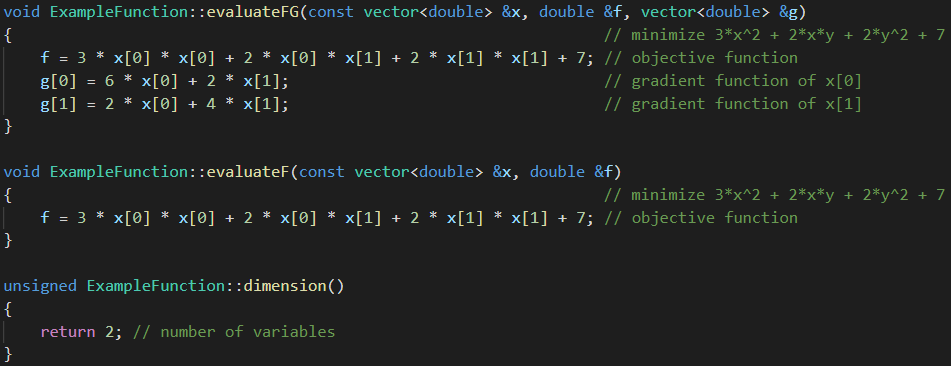 void ExampleFunction::evaluateFG(const vector<double> &x, double &f, vector<double> &g)
{ // minimize 3*x^2 + 2*x*y + 2*y^2 + 7
f = 3 * x[0] * x[0] + 2 * x[0] * x[1] + 2 * x[1] * x[1] + 7; // objective function
g[0] = 6 * x[0] + 2 * x[1]; // gradient function of x[0]
g[1] = 2 * x[0] + 4 * x[1]; // gradient function of x[1]
}
void ExampleFunction::evaluateF(const vector<double> &x, double &f)
{ // minimize 3*x^2 + 2*x*y + 2*y^2 + 7
f = 3 * x[0] * x[0] + 2 * x[0] * x[1] + 2 * x[1] * x[1] + 7; // objective function
}
unsigned ExampleFunction::dimension()
{
return 2; // number of variables
}